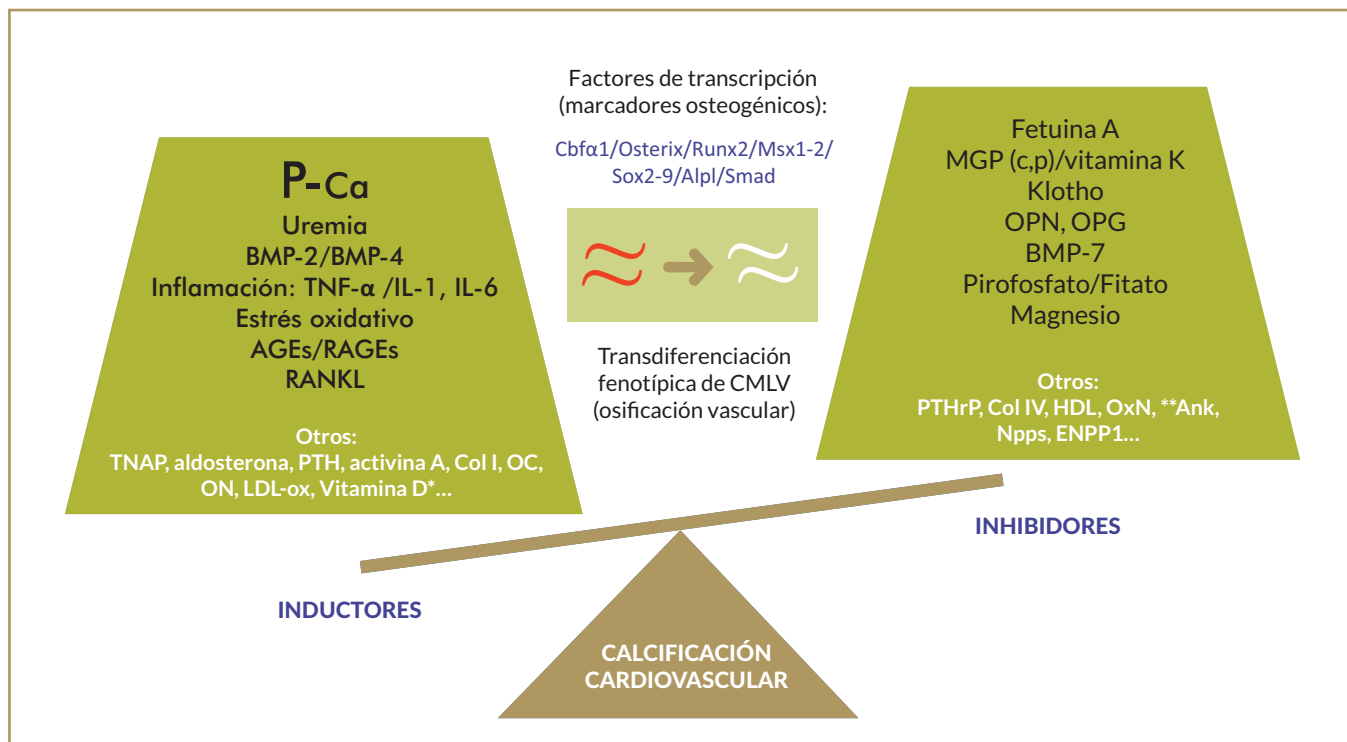 Factores de transcripción
(marcadores osteogénicos):
Cbfα1/Osterix/Runx2/Msx1-2/
Sox2-9/Alpl/Smad
P-Ca
Uremia
BMP-2/BMP-4
Inflamación: TNF-α /IL-1, IL-6
Estrés oxidativo
AGEs/RAGEs
RANKL
Otros:
TNAP, aldosterona, PTH, activina A, Col I, OC,
ON, LDL-ox, Vitamina D*...
Transdiferenciación
fenotípica de CMLV
(osificación vascular)
Fetuina A
MGP (c,p)/vitamina K
Klotho
OPN, OPG
BMP-7
Pirofosfato/Fitato
Magnesio
Otros:
PTHrP, Col IV, HDL, OxN, **Ank,
Npps, ENPP1...
INDUCTORES
INHIBIDORES
CALCIFICACIÓN
CARDIOVASCULAR